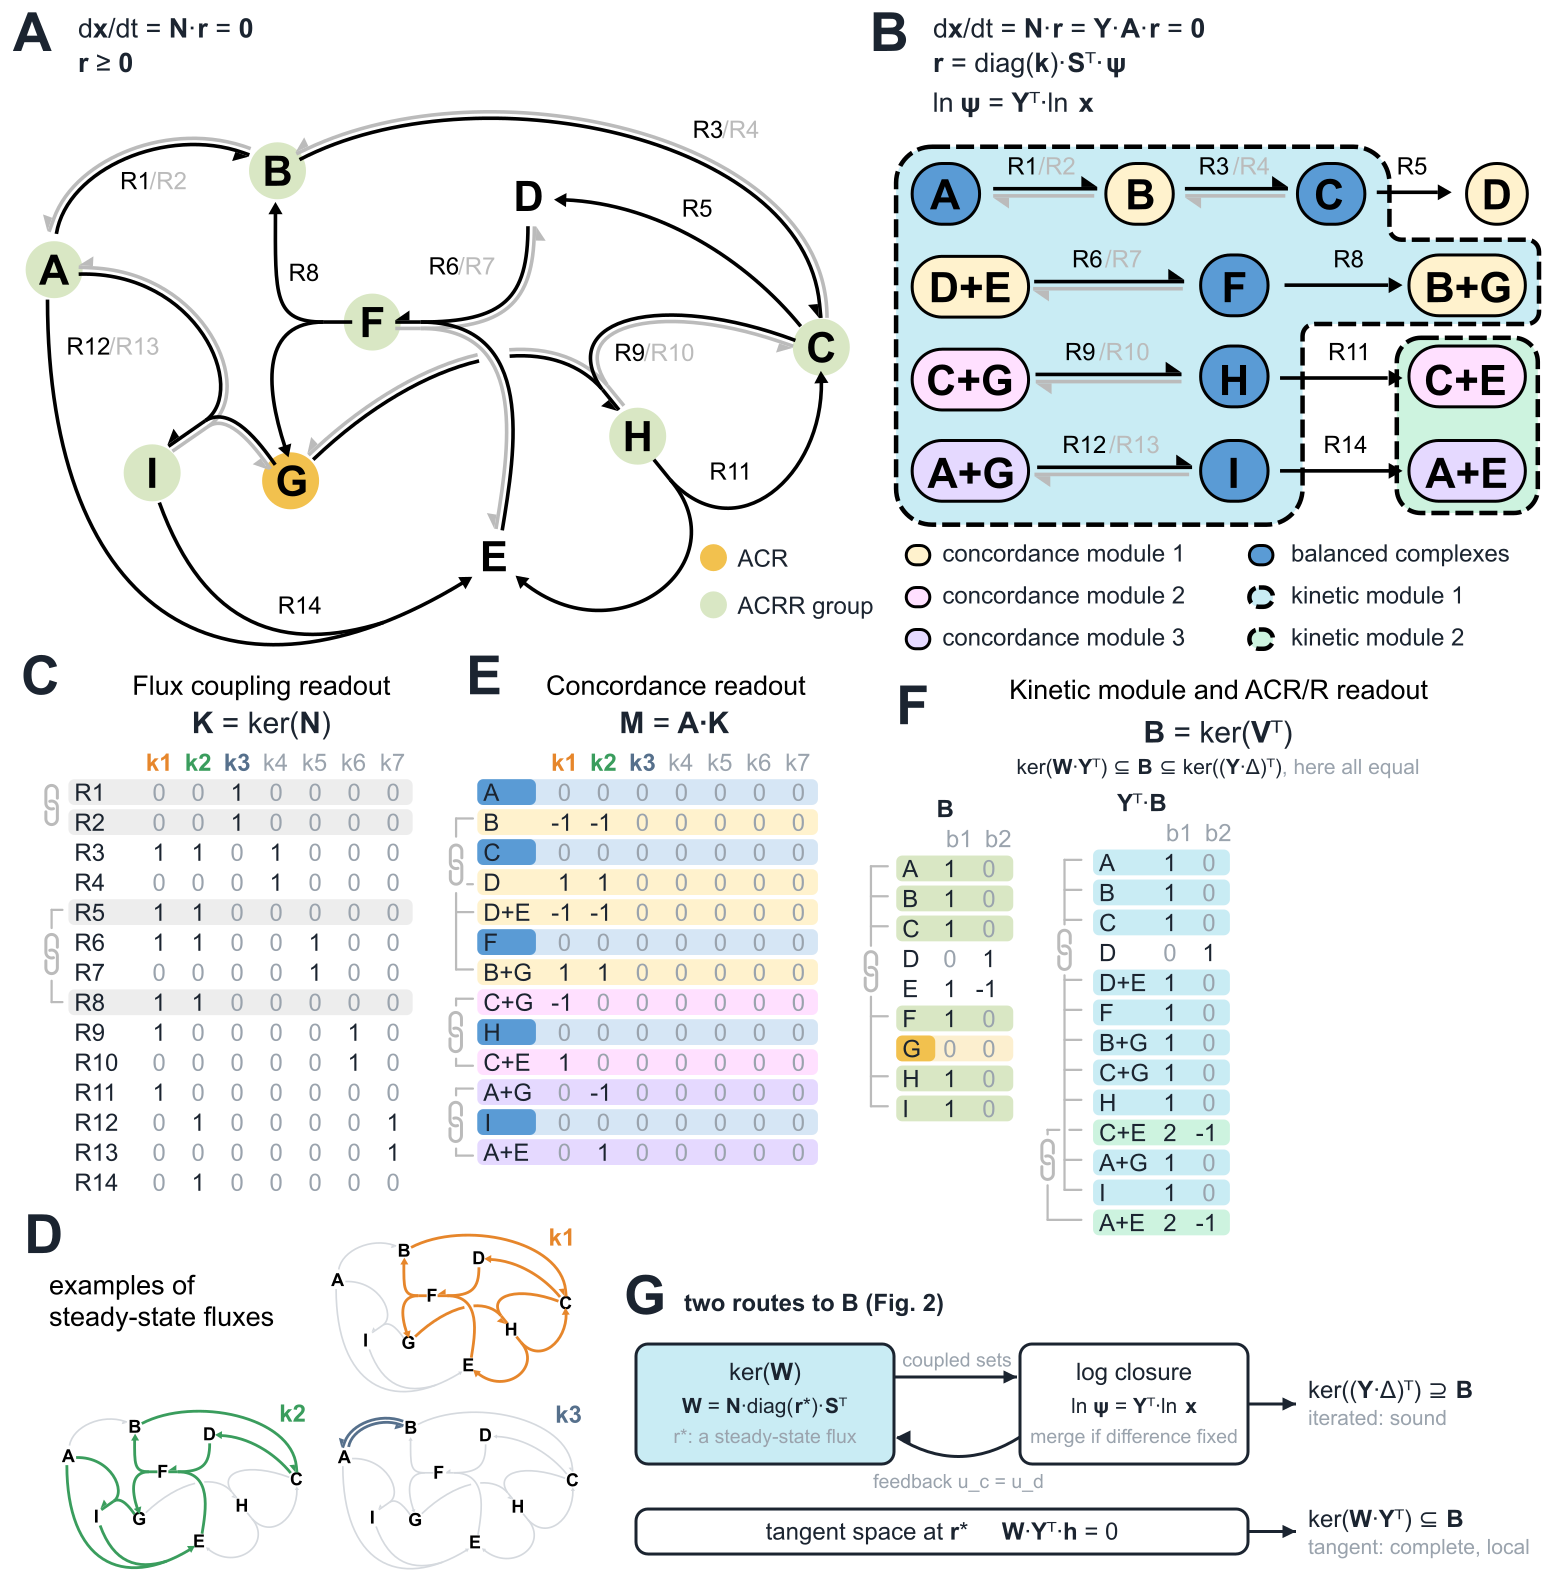 A
dx/dt = N·r = 0
r ≥ 0
R3/R4
R1/R2
B
D
R5
R8
R6/R7
A
F
R12/R13
R9/R10
C
H
I
G
R11
E
R14
ACR
ACRR group
B
dx/dt = N·r = Y·A·r = 0
r = diag(k)·Sᵀ·ψ
ln ψ = Yᵀ·ln x
A R1/R2 B R3/R4 C R5 D
D+E R6/R7 F R8 B+G
C+G R9/R10 H R11 C+E
A+G R12/R13 I R14 A+E
concordance module 1
concordance module 2
concordance module 3
balanced complexes
kinetic module 1
kinetic module 2
C
Flux coupling readout
K = ker(N)
k1 k2 k3 k4 k5 k6 k7
R1 0 0 1 0 0 0 0
R2 0 0 1 0 0 0 0
R3 1 1 0 1 0 0 0
R4 0 0 0 1 0 0 0
R5 1 1 0 0 0 0 0
R6 1 1 0 0 1 0 0
R7 0 0 0 0 1 0 0
R8 1 1 0 0 0 0 0
R9 1 0 0 0 0 1 0
R10 0 0 0 0 0 1 0
R11 1 0 0 0 0 0 0
R12 0 1 0 0 0 0 1
R13 0 0 0 0 0 0 1
R14 0 1 0 0 0 0 0
E
Concordance readout
M = A·K
k1 k2 k3 k4 k5 k6 k7
A 0 0 0 0 0 0 0
B -1 -1 0 0 0 0 0
C 0 0 0 0 0 0 0
D 1 1 0 0 0 0 0
D+E -1 -1 0 0 0 0 0
F 0 0 0 0 0 0 0
B+G 1 1 0 0 0 0 0
C+G -1 0 0 0 0 0 0
H 0 0 0 0 0 0 0
C+E 1 0 0 0 0 0 0
A+G 0 -1 0 0 0 0 0
I 0 0 0 0 0 0 0
A+E 0 1 0 0 0 0 0
F
Kinetic module and ACR/R readout
B = ker(Vᵀ)
ker(W·Yᵀ) ⊆ B ⊆ ker((Y·Δ)ᵀ), here all equal
B
b1 b2
A 1 0
B 1 0
C 1 0
D 0 1
E 1 -1
F 1 0
G 0 0
H 1 0
I 1 0
Yᵀ·B
b1 b2
A 1 0
B 1 0
C 1 0
D 0 1
D+E 1 0
F 1 0
B+G 1 0
C+G 1 0
H 1 0
C+E 2 -1
A+G 1 0
I 1 0
A+E 2 -1
D
examples of
steady-state fluxes
k1
B
D
A
F
C
I
G
H
E
k2
B
D
A
F
C
I
G
H
E
k3
B
D
A
F
C
I
G
H
E
G
two routes to B (Fig. 2)
ker(W)
W = N·diag(r*)·Sᵀ
r*: a steady-state flux
coupled sets
log closure
ln ψ = Yᵀ·ln x
merge if difference fixed
feedback u_c = u_d
ker((Y·Δ)ᵀ) ⊇ B
iterated: sound
tangent space at r* W·Yᵀ·h = 0
ker(W·Yᵀ) ⊆ B
tangent: complete, local